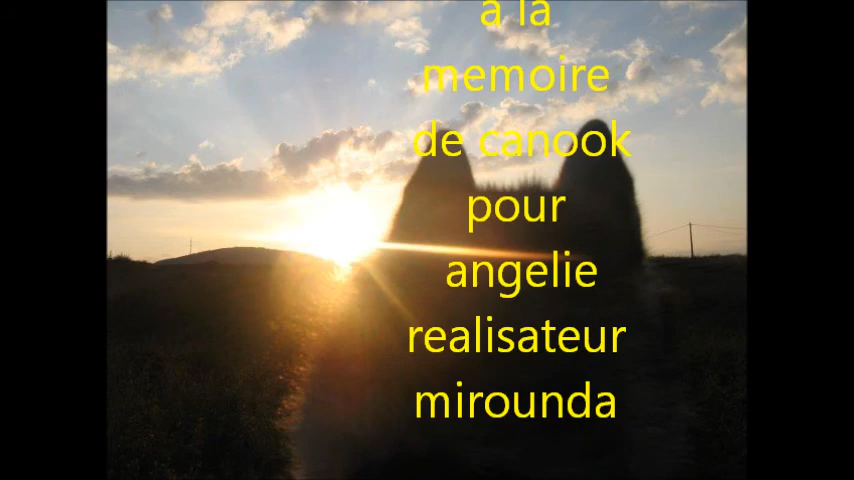 a la
memoire
de canook
pour
angelie
realisateur
mirounda